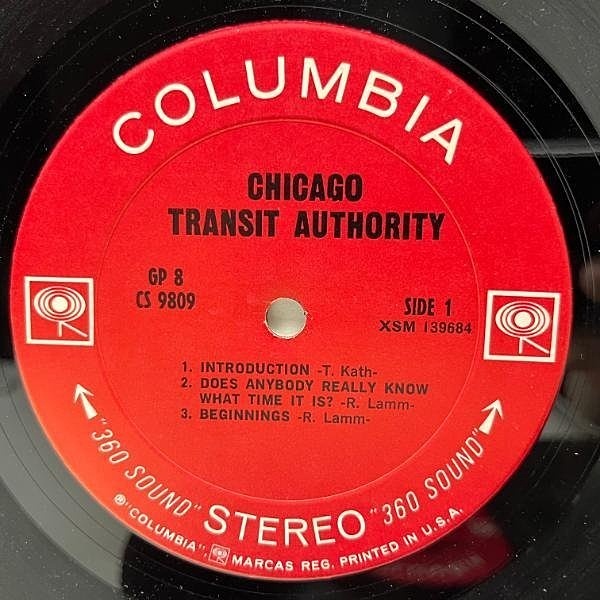 COLUMBIA
CHICAGO
TRANSIT AUTHORITY
GP 8
CS 9809
SIDE 1
XSM 139684
1. INTRODUCTION -T. Kath-
2. DOES ANYBODY REALLY KNOW
WHAT TIME IT IS? -R. Lamm-
3. BEGINNINGS -R. Lamm-
"360 SOUND" STEREO "360 SOUND"
℗"COLUMBIA", MARCAS REG. PRINTED IN U.S.A.